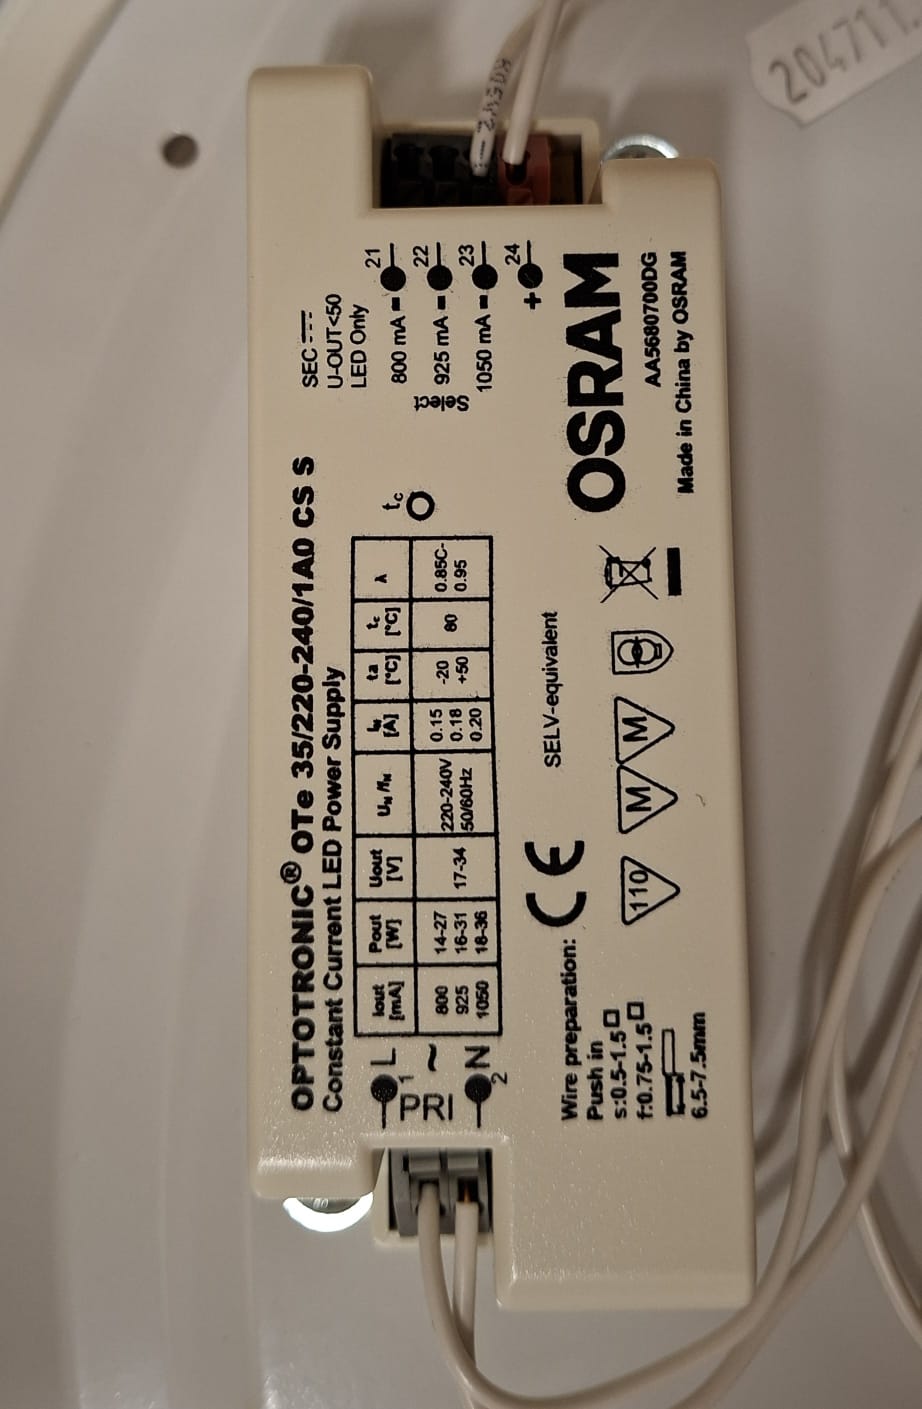 OPTOTRONIC® OTe 35/220-240/1A0 CS S
Constant Current LED Power Supply
SEC
U-OUT<50
LED Only
L
1
PRI
~
N
2
Iout [mA] Pout [W] Uout [V] ta [°C] tc [°C] λ
800 14-27 17-34 220-240V 0.15 -20 80 0.85C-
925 16-31 50/60Hz 0.18 +50 0.95
1050 18-36 0.20
tc
Select
800 mA - 21
925 mA - 22
1050 mA - 23
+ 24
Wire preparation:
Push in
s:0.5-1.5
f:0.75-1.5
6.5-7.5mm
CE
SELV-equivalent
110 M M
OSRAM
AA5680700DG
Made in China by OSRAM
204711